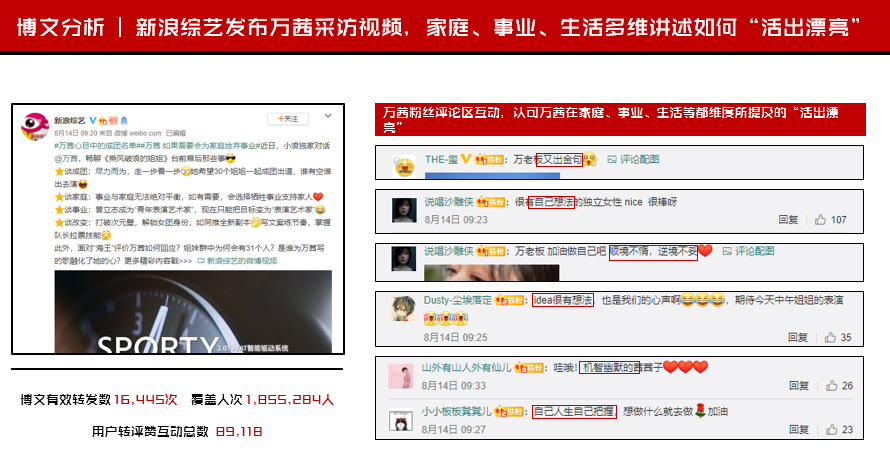 博文分析 | 新浪综艺发布万茜采访视频，家庭、事业、生活多维讲述如何“活出漂亮”
新浪综艺
+关注
8月14日 09:20 来自 微博 weibo.com 已编辑
#万茜心目中的成团名单##万茜 如果需要会为家庭放弃事业#近日，小浪独家对话
@万茜，畅聊《乘风破浪的姐姐》台前幕后那些事
谈成团：尽力而为，走一步看一步 她希望30个姐姐一起成团出道，谁有空谁
出去演
谈家庭：事业与家庭无法绝对平衡，如有需要，会选择牺牲事业支持家人
谈事业：曾立志成为“青年表演艺术家”，现在只能把目标变为“表演艺术家”
谈改变：打破次元壁，解锁女团身份，如同推全新副本 写文案练节奏，掌握
队长拉票技能
此外，面对“海王”评价万茜如何回应？姐妹群中为何会有31个人？是谁为万茜写
的歌融化了她的心？更多精彩内容戳>>> 新浪综艺的微博视频
SPORTY
2.0T 智能驱动系统
博文有效转发数 16,445次 覆盖人次 1,855,284人
用户转评赞互动总数 89,118
万茜粉丝评论区互动，认可万茜在家庭、事业、生活等都维度所提及的“活出漂
亮”
THE-玺 铁粉：万老板又出金句 评论配图
说唱沙雕侠 铁粉：很有自己想法的独立女性 nice 很棒呀
8月14日 09:23 回复 107
说唱沙雕侠 铁粉：万老板 加油做自己吧 顺境不惰，逆境不妥 评论配图
Dusty-尘埃落定 铁粉：idea很有想法，也是我们的心声啊，期待今天中午姐姐的表演
8月14日 09:25 回复 35
山外有山人外有仙儿 铁粉：哇哦！机智幽默的茜茜子
8月14日 09:33 回复 26
小小板板凳凳儿 铁粉：自己人生自己把握，想做什么就去做 加油
8月14日 09:27 回复 23